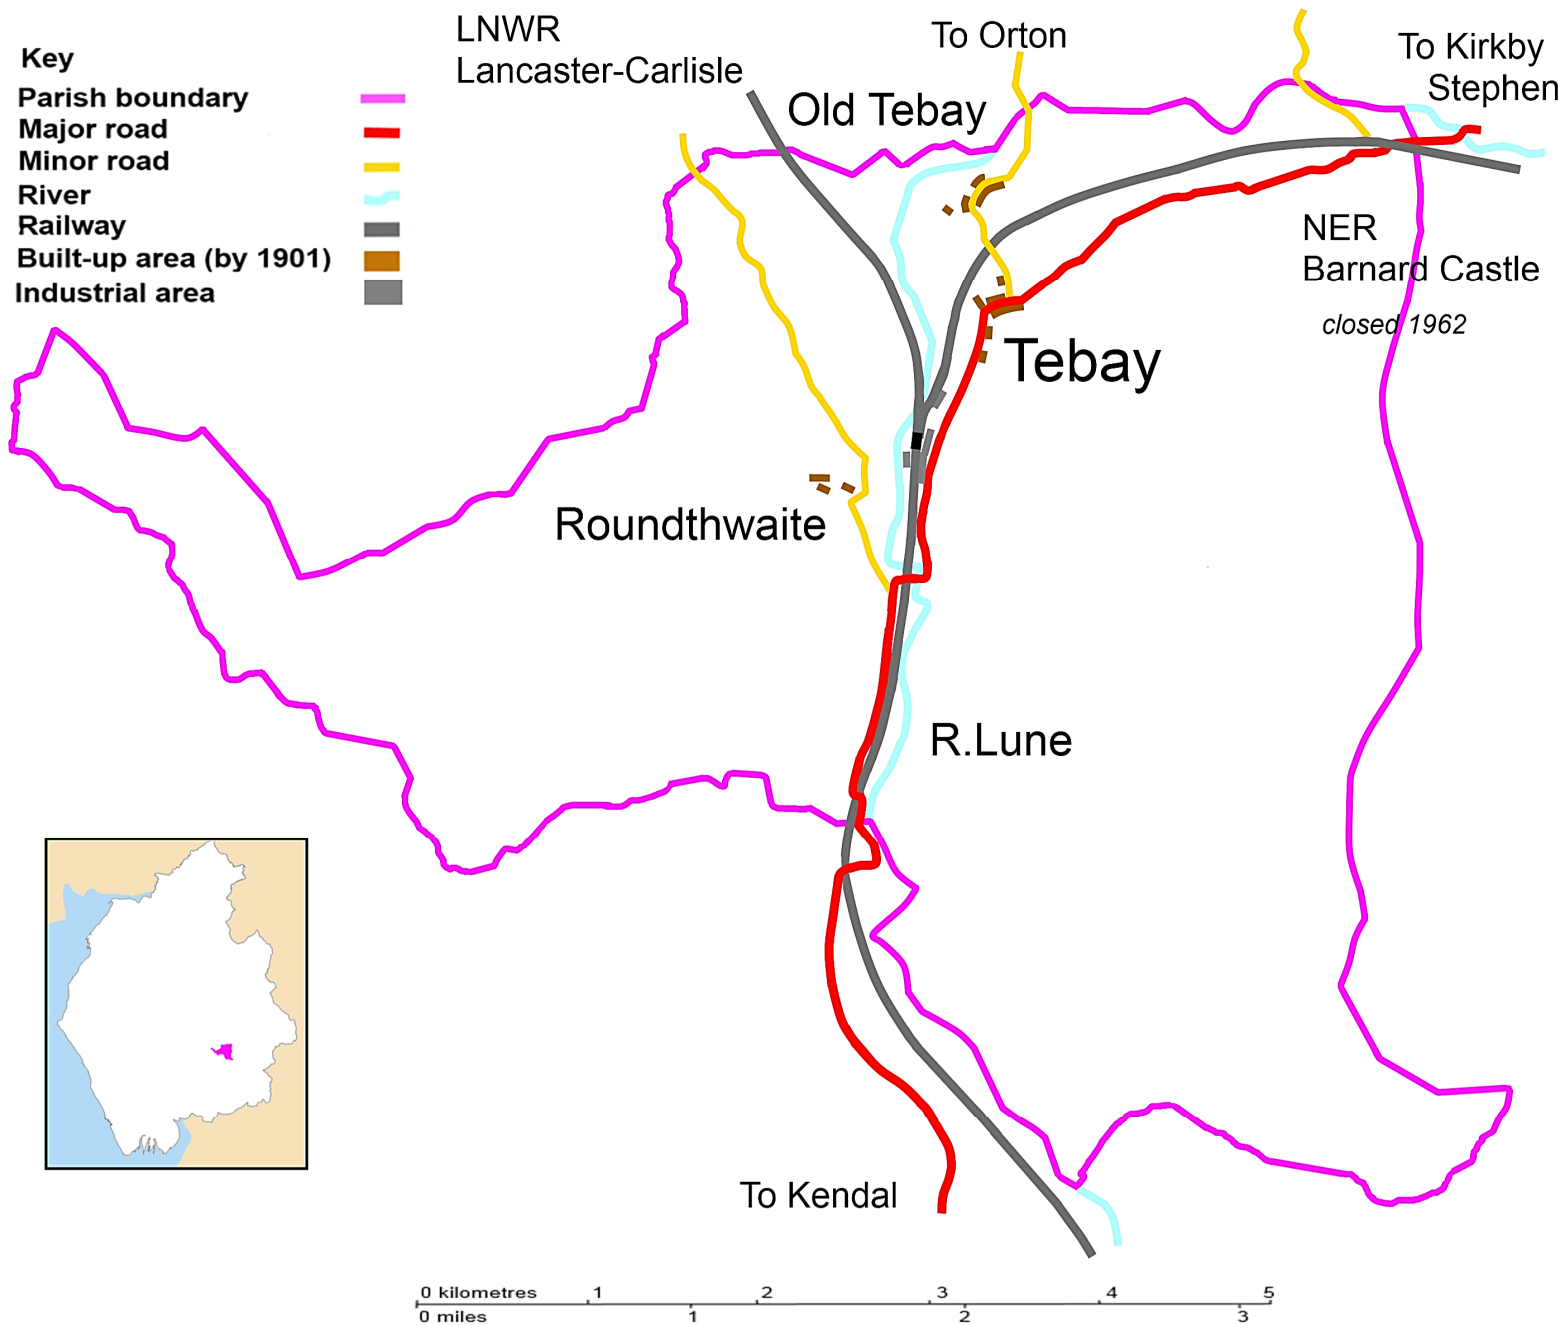 LNWR
Lancaster-Carlisle
To Orton
To Kirkby
Stephen
Key
Parish boundary
Major road
Minor road
River
Railway
Built-up area (by 1901)
Industrial area
Old Tebay
NER
Barnard Castle
closed 1962
Tebay
Roundthwaite
R.Lune
To Kendal
0 kilometres 1 2 3 4 5
0 miles 1 2 3